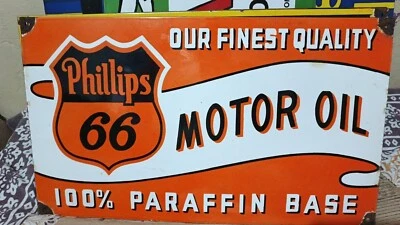 OUR FINEST QUALITY
Phillips
66
MOTOR OIL
100% PARAFFIN BASE